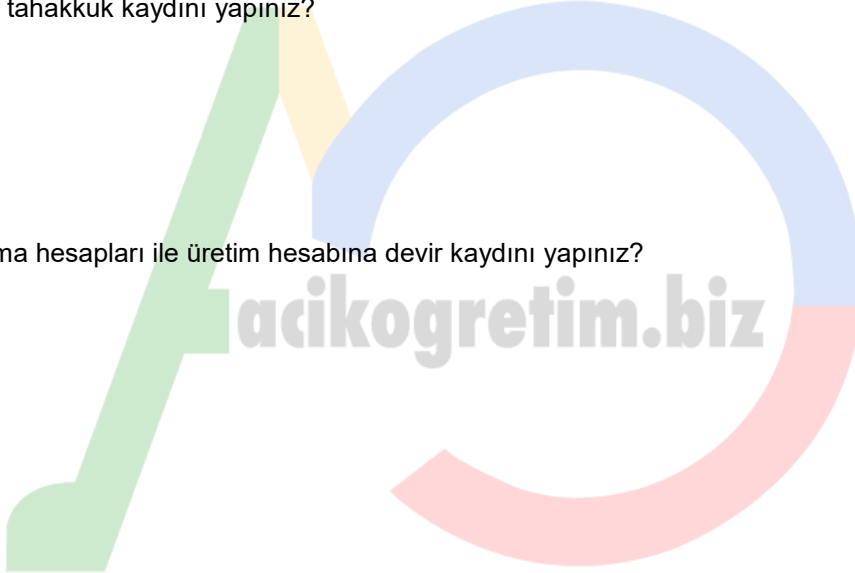 tahakkuk kaydını yapınız?
ma hesapları ile üretim hesabına devir kaydını yapınız?
acikogretim.biz